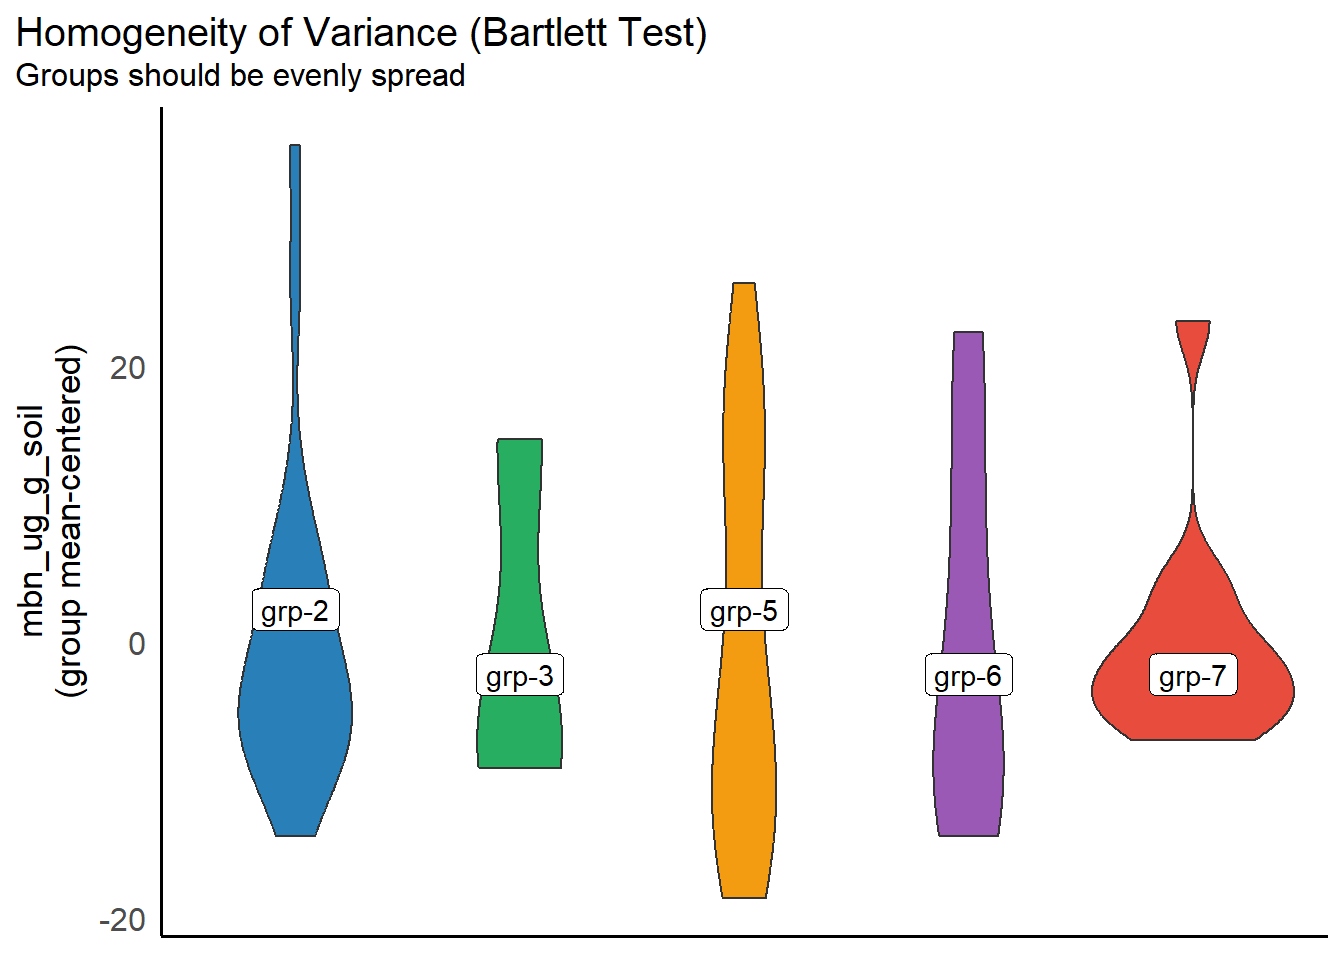 Homogeneity of Variance (Bartlett Test)
Groups should be evenly spread
mbn_ug_g_soil
(group mean-centered)
20
0
-20
grp-2
grp-3
grp-5
grp-6
grp-7